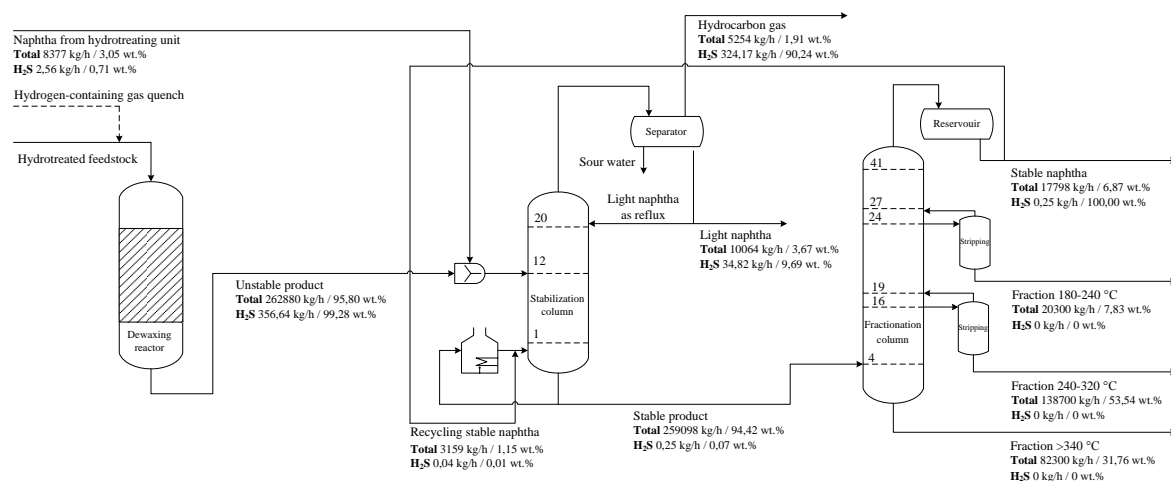 Naphtha from hydrotreating unit
Total 8377 kg/h / 3,05 wt.%
H₂S 2,56 kg/h / 0,71 wt.%
Hydrogen-containing gas quench
Hydrotreated feedstock
Dewaxing
reactor
Unstable product
Total 262880 kg/h / 95,80 wt.%
H₂S 356,64 kg/h / 99,28 wt.%
Hydrocarbon gas
Total 5254 kg/h / 1,91 wt.%
H₂S 324,17 kg/h / 90,24 wt.%
Separator
Sour water
Light naphtha
as reflux
Light naphtha
Total 10064 kg/h / 3,67 wt.%
H₂S 34,82 kg/h / 9,69 wt. %
20
12
Stabilization
column
1
Recycling stable naphtha
Total 3159 kg/h / 1,15 wt.%
H₂S 0,04 kg/h / 0,01 wt.%
Stable product
Total 259098 kg/h / 94,42 wt.%
H₂S 0,25 kg/h / 0,07 wt.%
Reservouir
41
27
24
19
16
Fractionation
column
4
Stripping
Stripping
Stable naphtha
Total 17798 kg/h / 6,87 wt.%
H₂S 0,25 kg/h / 100,00 wt.%
Fraction 180-240 °C
Total 20300 kg/h / 7,83 wt.%
H₂S 0 kg/h / 0 wt.%
Fraction 240-320 °C
Total 138700 kg/h / 53,54 wt.%
H₂S 0 kg/h / 0 wt.%
Fraction >340 °C
Total 82300 kg/h / 31,76 wt.%
H₂S 0 kg/h / 0 wt.%